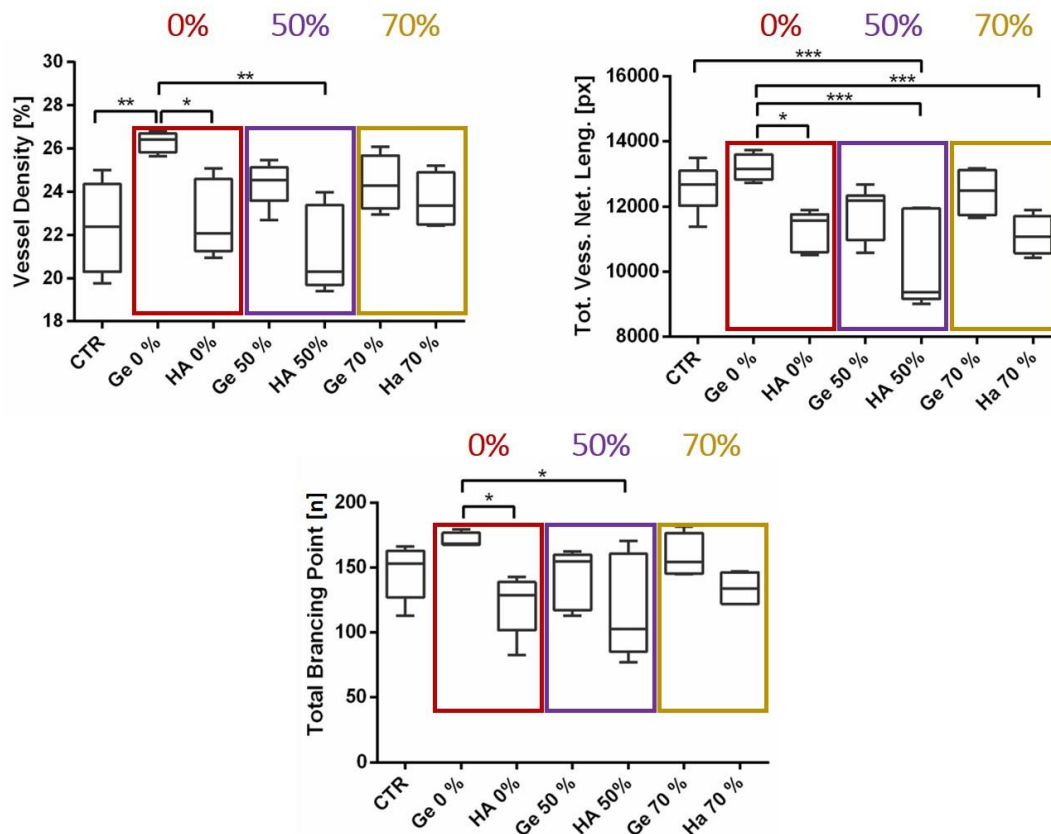 0% 50% 70%
Vessel Density [%]
30
28
26
24
22
20
18
** * **
CTR Ge 0 % HA 0% Ge 50 % HA 50% Ge 70 % Ha 70 %
0% 50% 70%
Tot. Vess. Net. Leng. [px]
16000
14000
12000
10000
8000
***
***
***
*
CTR Ge 0 % HA 0% Ge 50 % HA 50% Ge 70 % Ha 70 %
0% 50% 70%
Total Brancing Point [n]
200
150
100
50
0
*
*
CTR Ge 0 % HA 0% Ge 50 % HA 50% Ge 70 % Ha 70 %